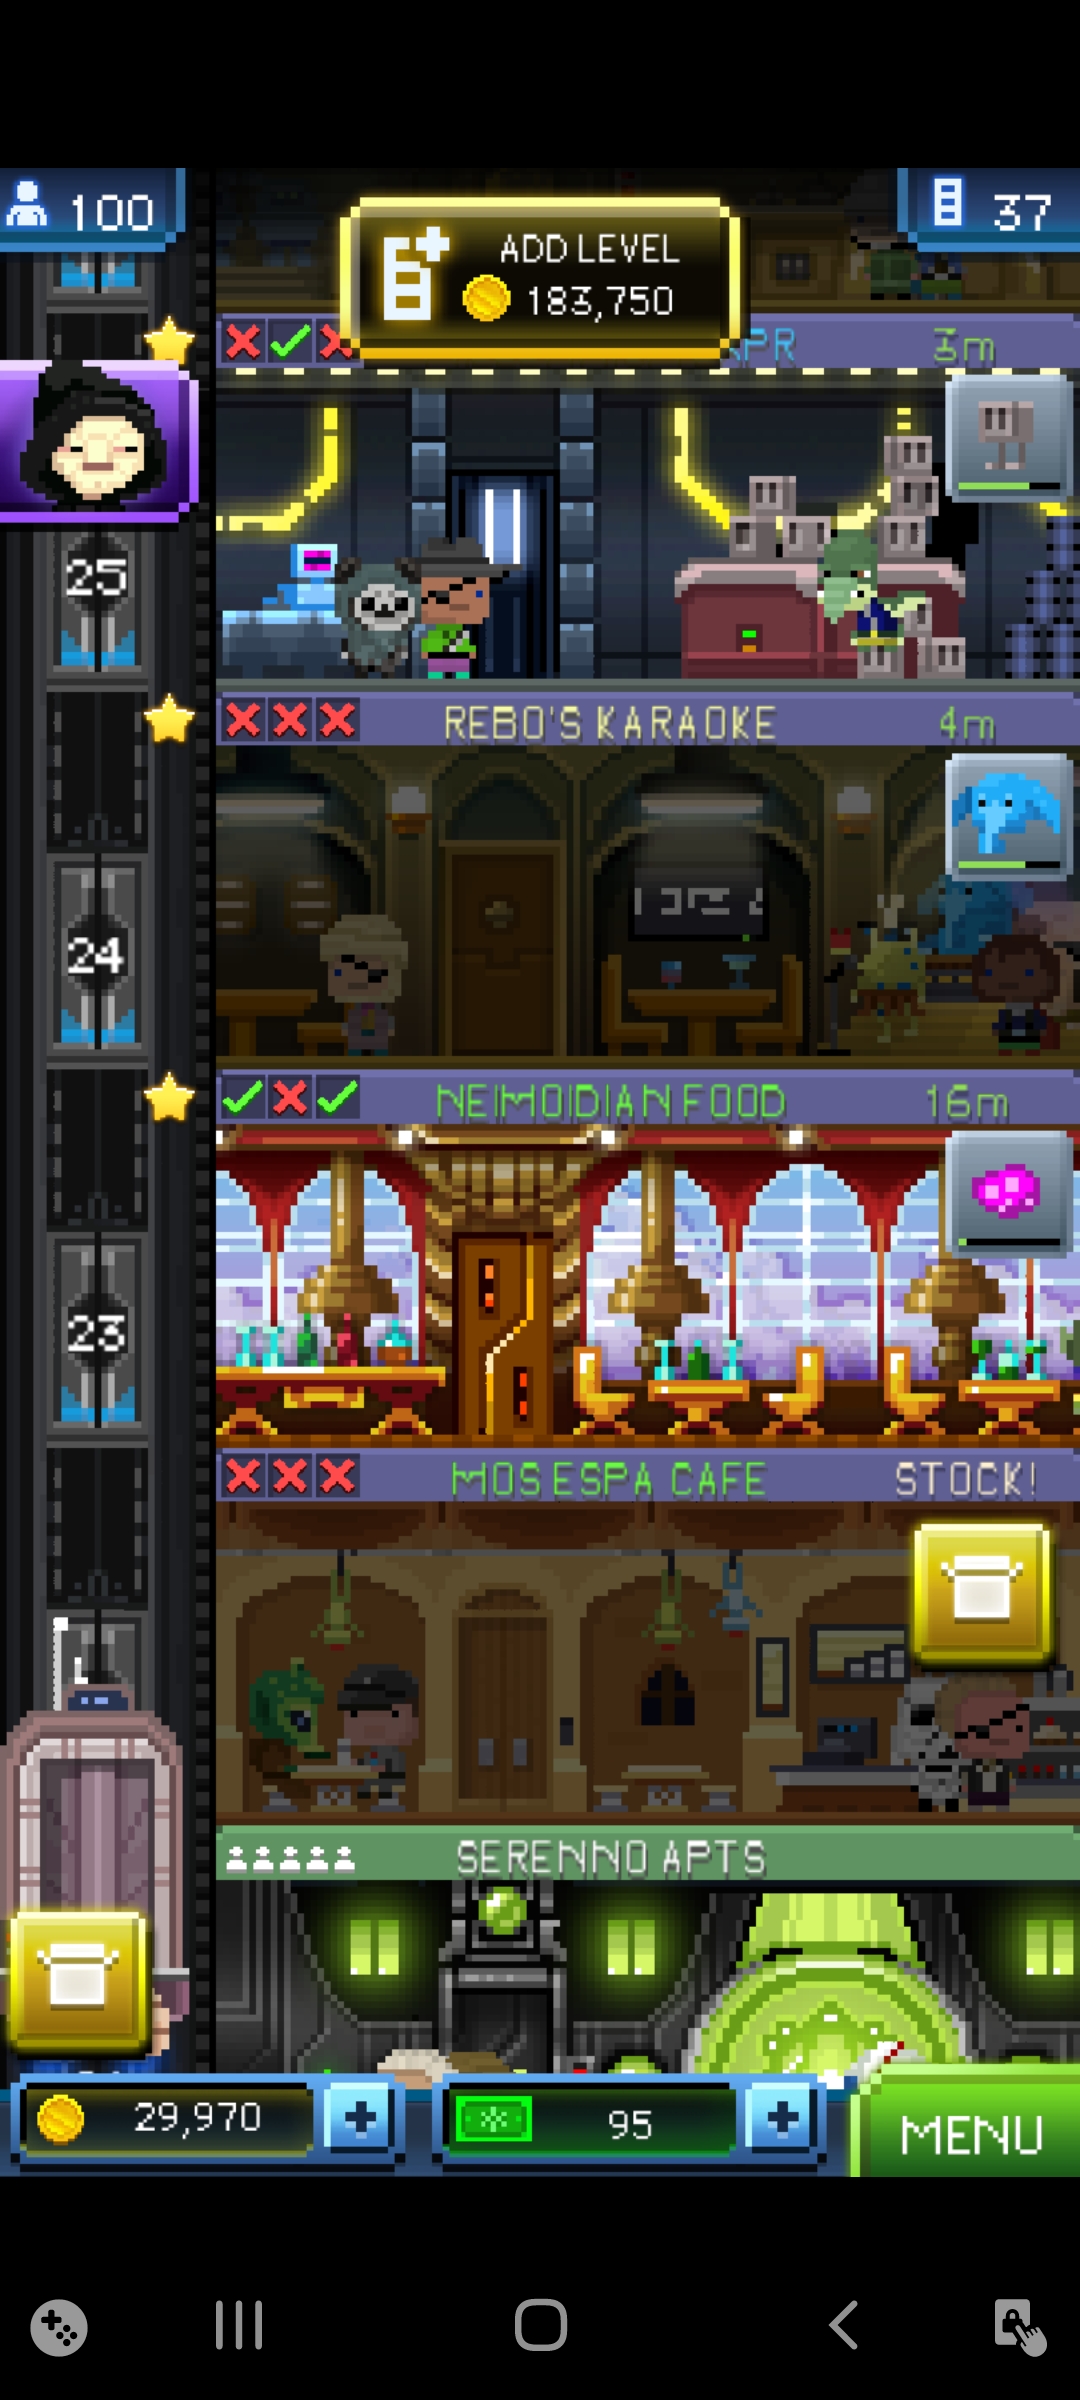 100
37
ADD LEVEL
183,750
PR 3m
25
REBO'S KARAOKE 4m
24
NEIMOIDIAN FOOD 16m
23
MOS ESPA CAFE STOCK!
SERENNO APTS
29,970
95
MENU